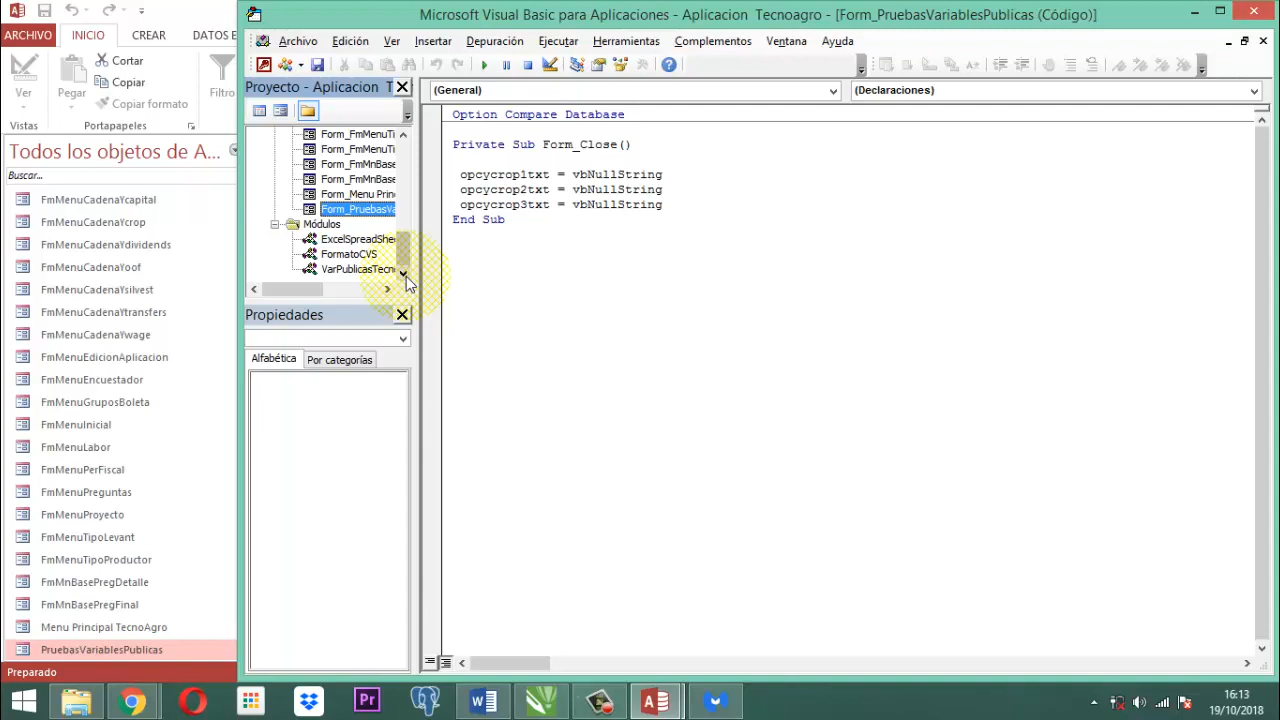 Microsoft Visual Basic para Aplicaciones - Aplicacion Tecnoagro - [Form_PruebasVariablesPublicas (Código)]
ARCHIVO INICIO CREAR DATOS E
Archivo Edición Ver Insertar Depuración Ejecutar Herramientas Complementos Ventana Ayuda
Ver
Pegar
Cortar
Copiar
Copiar formato
Filtro
Vistas
Portapapeles
Todos los objetos de A...
Buscar...
FmMenuCadenaYcapital
FmMenuCadenaYcrop
FmMenuCadenaYdividends
FmMenuCadenaYoof
FmMenuCadenaYsilvest
FmMenuCadenaYtransfers
FmMenuCadenaYwage
FmMenuEdicionAplicacion
FmMenuEncuestador
FmMenuGruposBoleta
FmMenuInicial
FmMenuLabor
FmMenuPerFiscal
FmMenuPreguntas
FmMenuProyecto
FmMenuTipoLevant
FmMenuTipoProductor
FmMnBasePregDetalle
FmMnBasePregFinal
Menu Principal TecnoAgro
PruebasVariablesPublicas
Preparado
Proyecto - Aplicacion T
Form_FmMenuTi
Form_FmMenuTi
Form_FmMnBase
Form_FmMnBase
Form_Menu Prin
Form_PruebasVa
Módulos
ExcelSpreadShe
FormatoCVS
VarPublicasTecn
Propiedades
Alfabética Por categorías
(General) (Declaraciones)
Option Compare Database
Private Sub Form_Close()
opcycrop1txt = vbNullString
opcycrop2txt = vbNullString
opcycrop3txt = vbNullString
End Sub
Pr
16:13
19/10/2018